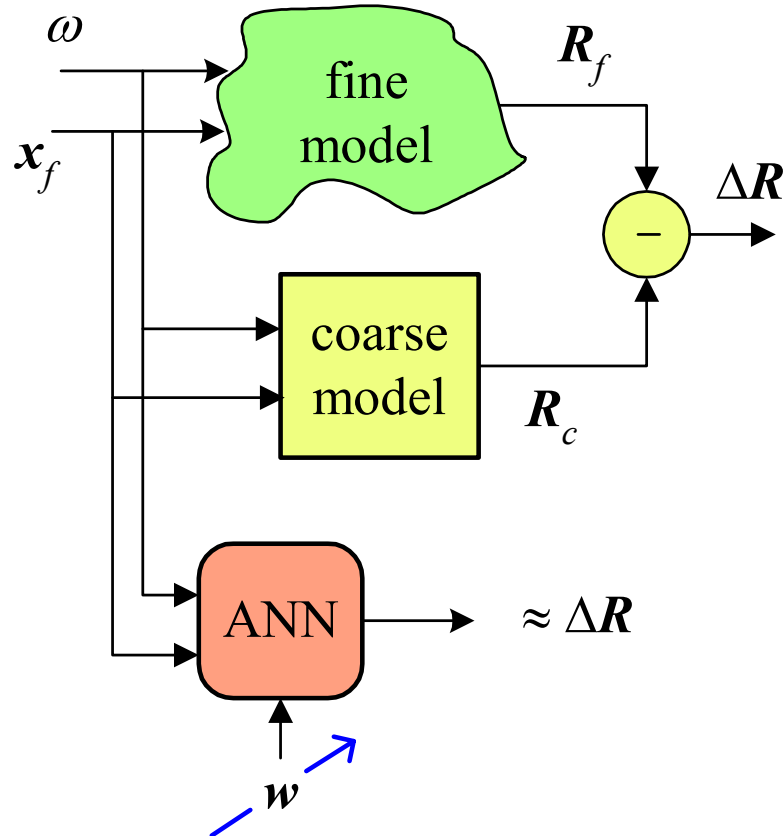 ω
x_f
fine
model
R_f
−
ΔR
coarse
model
R_c
ANN
≈ ΔR
w